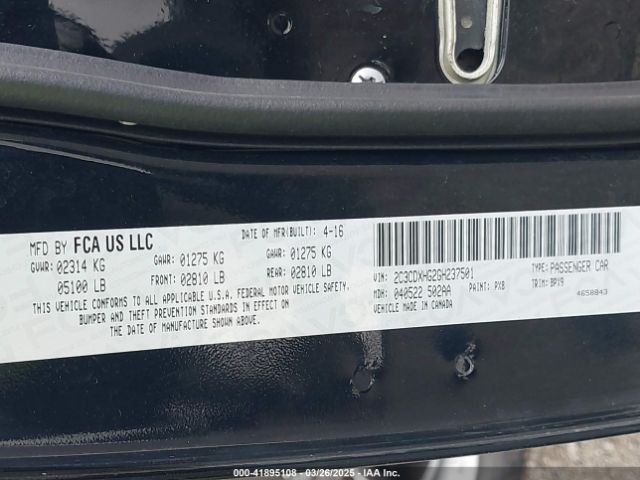 MFD BY FCA US LLC
DATE OF MFR(BUILT): 4-16
GVWR: 02314 KG
05100 LB
GAWR: 01275 KG
FRONT: 02810 LB
GAWR: 01275 KG
REAR: 02810 LB
THIS VEHICLE CONFORMS TO ALL APPLICABLE U.S.A. FEDERAL MOTOR VEHICLE SAFETY,
BUMPER AND THEFT PREVENTION STANDARDS IN EFFECT ON
THE DATE OF MANUFACTURE SHOWN ABOVE.
VIN: 2C3CDXHG2GH237501
TYPE: PASSENGER CAR
MDH: 040522 502AA
PAINT: PX8
TRIM: BPX9
VEHICLE MADE IN CANADA
4658843
000-41895108 - 03/26/2025 - IAA Inc.